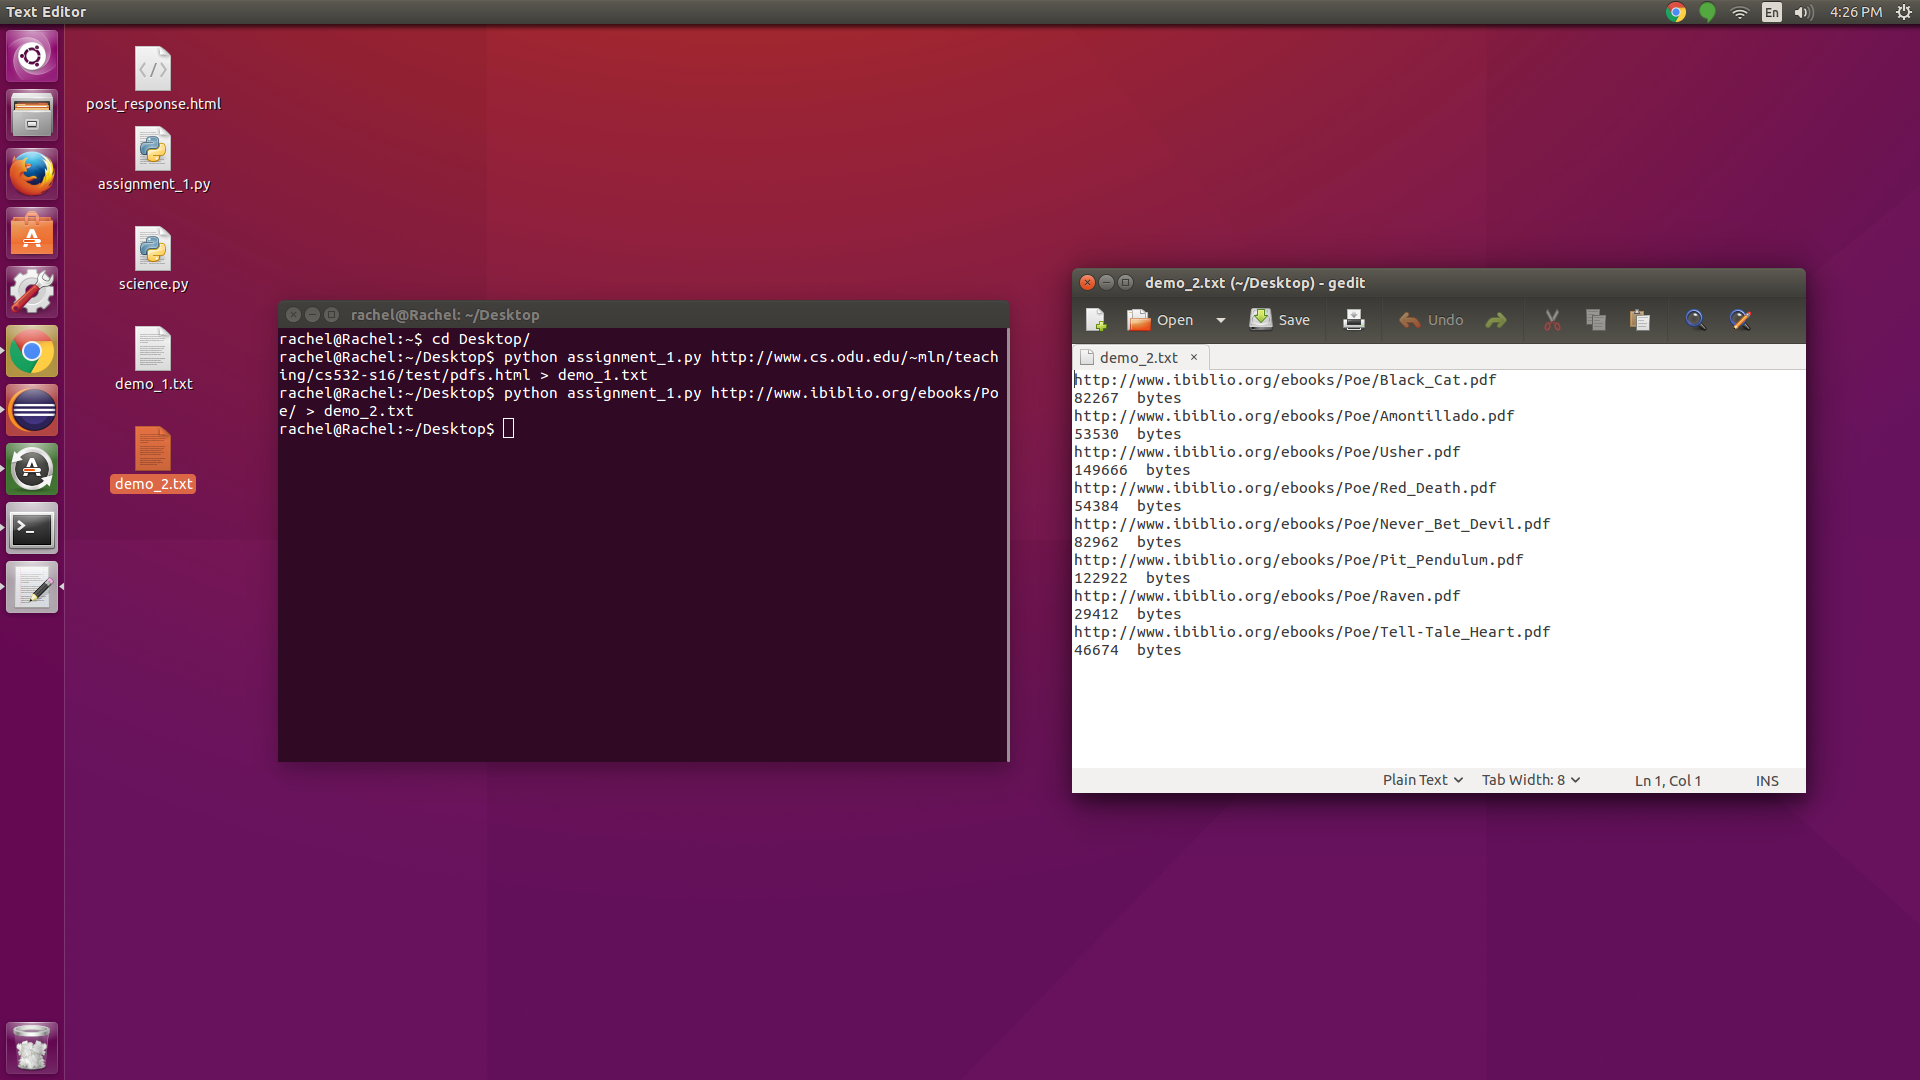 Text Editor
En
4:26 PM
post_response.html
assignment_1.py
science.py
demo_1.txt
demo_2.txt
rachel@Rachel: ~/Desktop
rachel@Rachel:~$ cd Desktop/
rachel@Rachel:~/Desktop$ python assignment_1.py http://www.cs.odu.edu/~mln/teach
ing/cs532-s16/test/pdfs.html > demo_1.txt
rachel@Rachel:~/Desktop$ python assignment_1.py http://www.ibiblio.org/ebooks/Po
e/ > demo_2.txt
rachel@Rachel:~/Desktop$
demo_2.txt (~/Desktop) - gedit
Open
Save
Undo
demo_2.txt
http://www.ibiblio.org/ebooks/Poe/Black_Cat.pdf
82267  bytes
http://www.ibiblio.org/ebooks/Poe/Amontillado.pdf
53530  bytes
http://www.ibiblio.org/ebooks/Poe/Usher.pdf
149666  bytes
http://www.ibiblio.org/ebooks/Poe/Red_Death.pdf
54384  bytes
http://www.ibiblio.org/ebooks/Poe/Never_Bet_Devil.pdf
82962  bytes
http://www.ibiblio.org/ebooks/Poe/Pit_Pendulum.pdf
122922  bytes
http://www.ibiblio.org/ebooks/Poe/Raven.pdf
29412  bytes
http://www.ibiblio.org/ebooks/Poe/Tell-Tale_Heart.pdf
46674  bytes
Plain Text
Tab Width: 8
Ln 1, Col 1
INS